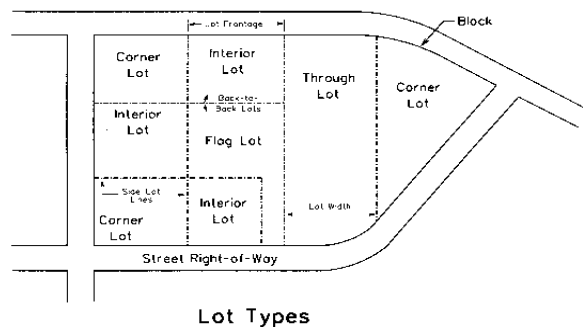 Lot Frontage
Block
Corner
Lot
Interior
Lot
Through
Lot
Corner
Lot
Back-to-
Back Lots
Interior
Lot
Flag Lot
Side Lot
Lines
Interior
Lot
Lot Width
Corner
Lot
Street Right-of-Way
Lot Types